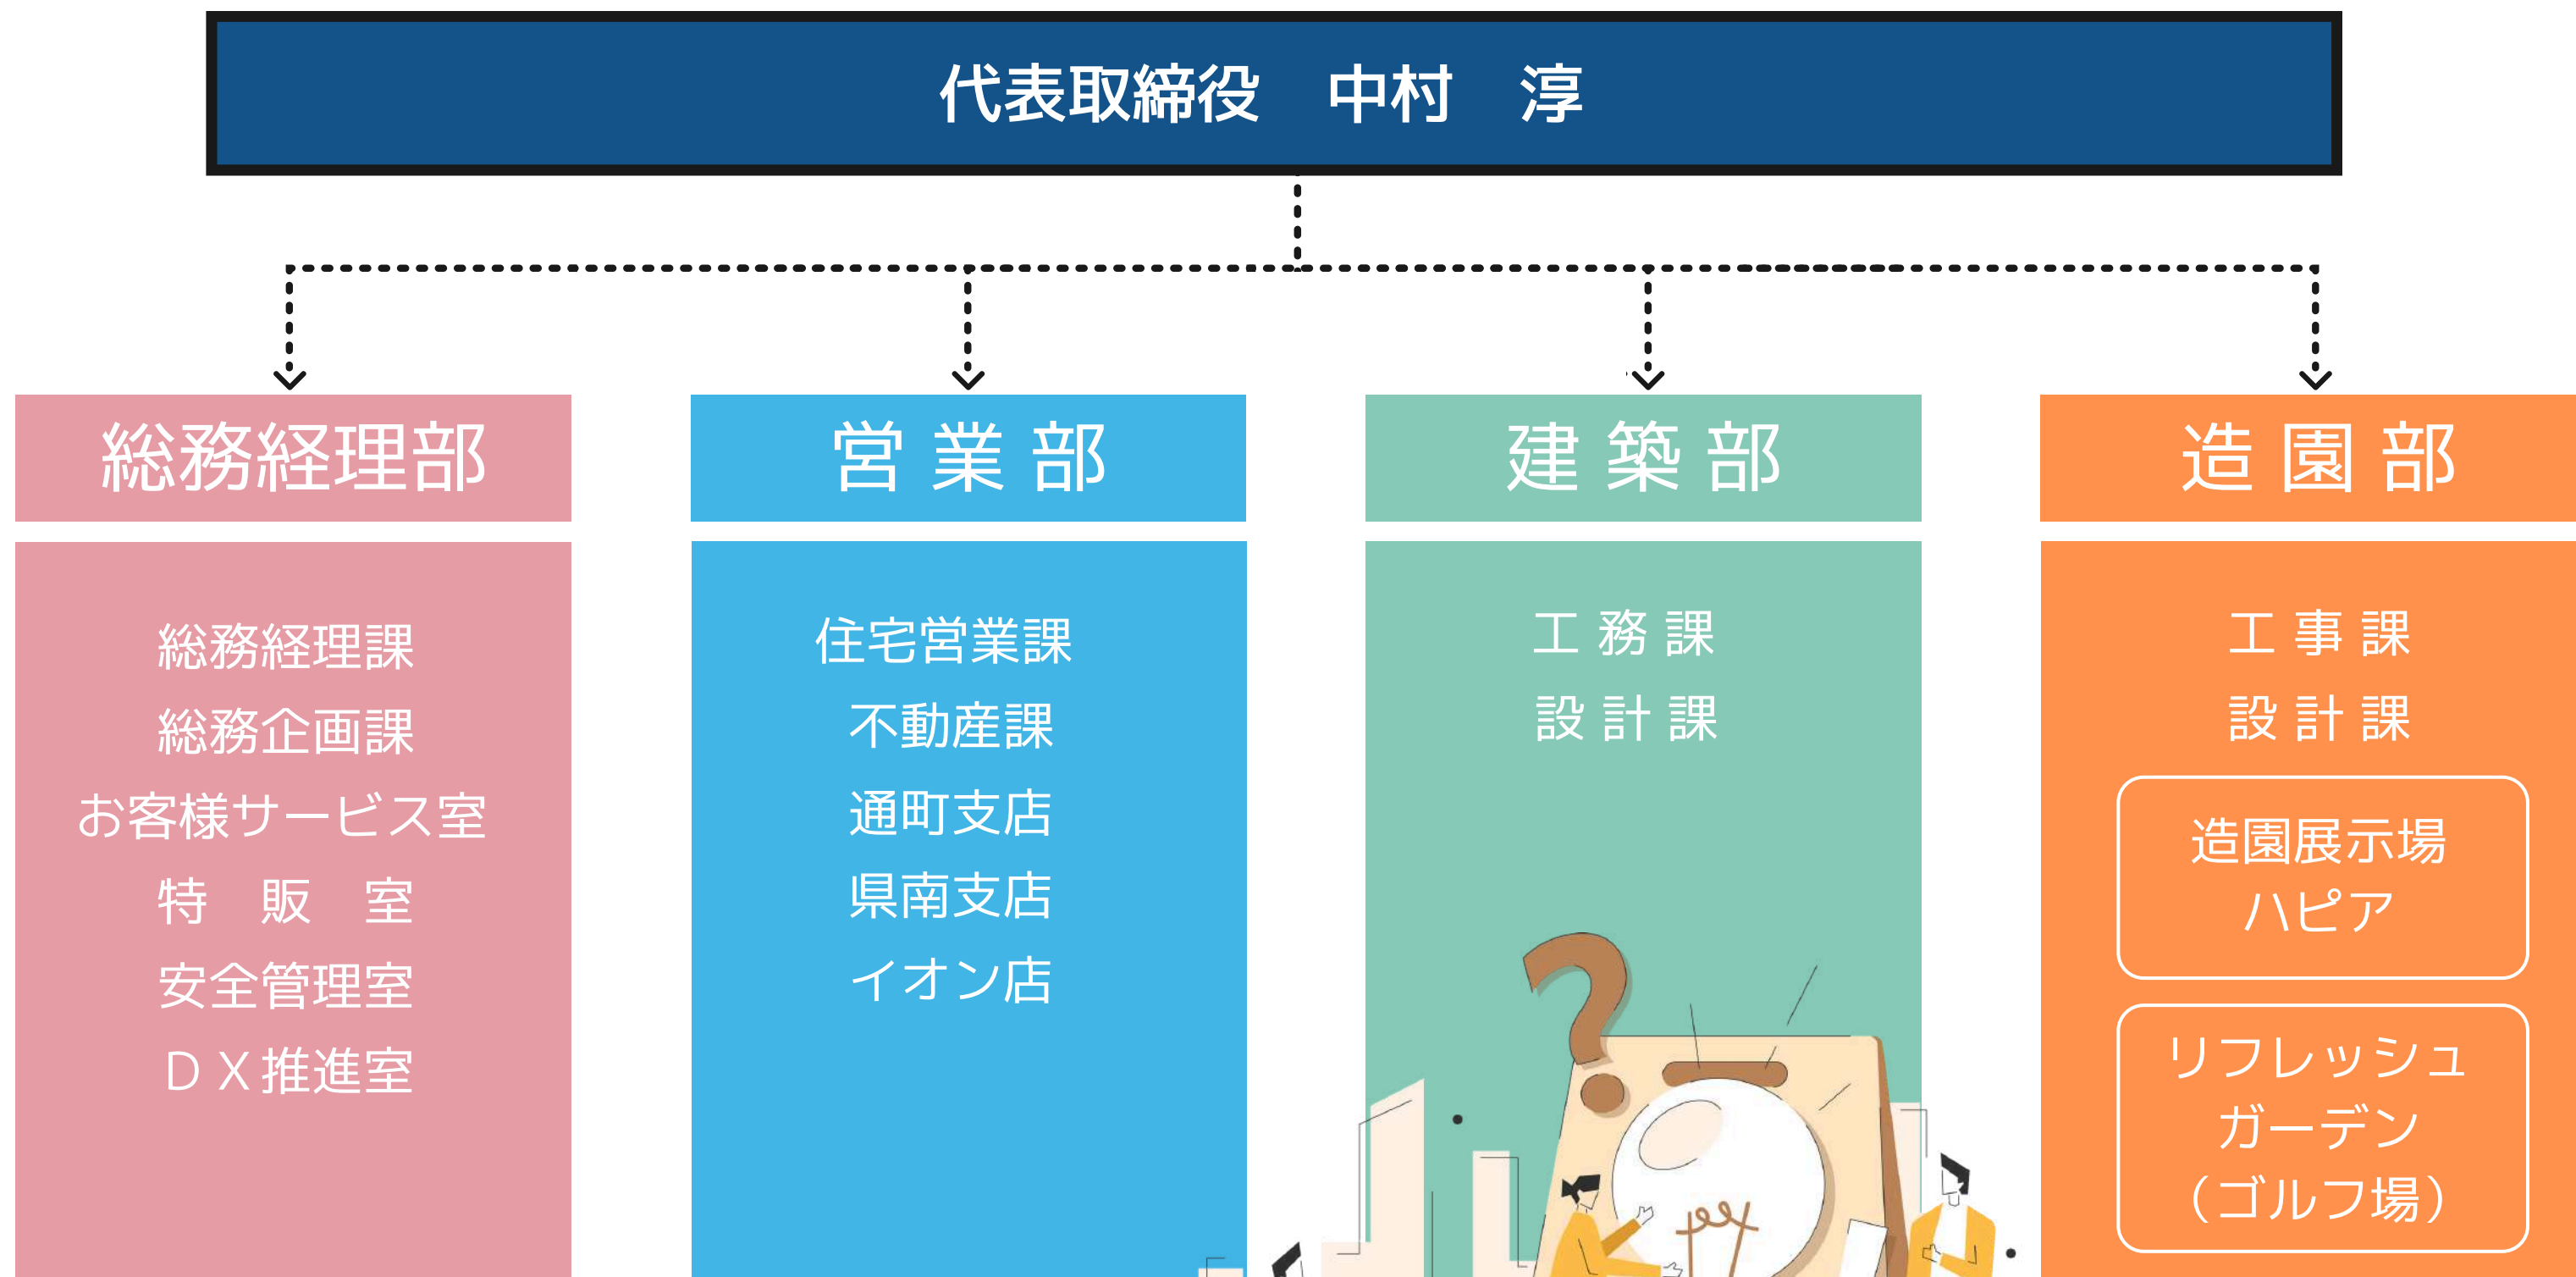 代表取締役　中村　淳
総務経理部
総務経理課
総務企画課
お客様サービス室
特　販　室
安全管理室
ＤＸ推進室
営 業 部
住宅営業課
不動産課
通町支店
県南支店
イオン店
建 築 部
工 務 課
設 計 課
造 園 部
工 事 課
設 計 課
造園展示場
ハピア
リフレッシュ
ガーデン
（ゴルフ場）